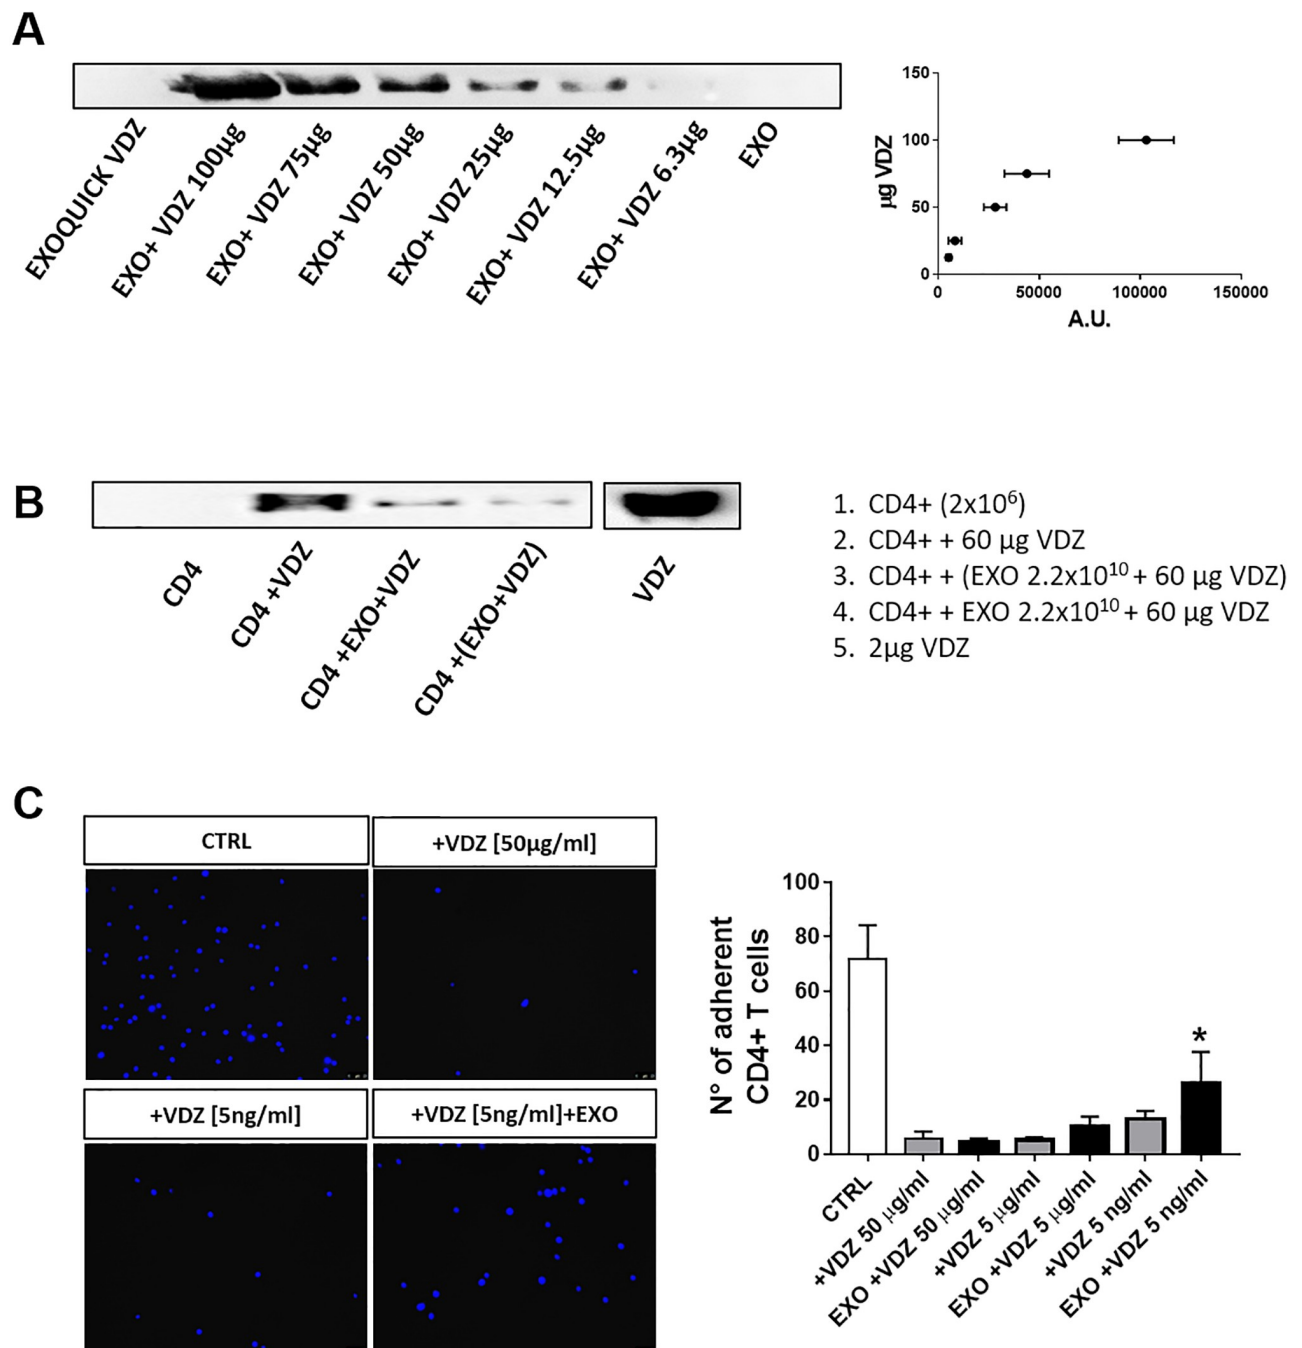 A
EXOQUICK VDZ
EXO+ VDZ 100µg
EXO+ VDZ 75µg
EXO+ VDZ 50µg
EXO+ VDZ 25µg
EXO+ VDZ 12.5µg
EXO+ VDZ 6.3µg
EXO
µg VDZ
150
100
50
0
0
50000
100000
150000
A.U.
B
CD4
CD4 +VDZ
CD4 +EXO+VDZ
CD4 +(EXO+VDZ)
VDZ
1. CD4+ (2x10⁶)
2. CD4+ + 60 µg VDZ
3. CD4+ + (EXO 2.2x10¹⁰ + 60 µg VDZ)
4. CD4+ + EXO 2.2x10¹⁰ + 60 µg VDZ
5. 2µg VDZ
C
CTRL
+VDZ [50µg/ml]
+VDZ [5ng/ml]
+VDZ [5ng/ml]+EXO
N° of adherent
CD4+ T cells
100
80
60
40
20
0
*
CTRL
+VDZ 50 µg/ml
EXO +VDZ 50 µg/ml
+VDZ 5 µg/ml
EXO +VDZ 5 µg/ml
+VDZ 5 ng/ml
EXO +VDZ 5 ng/ml